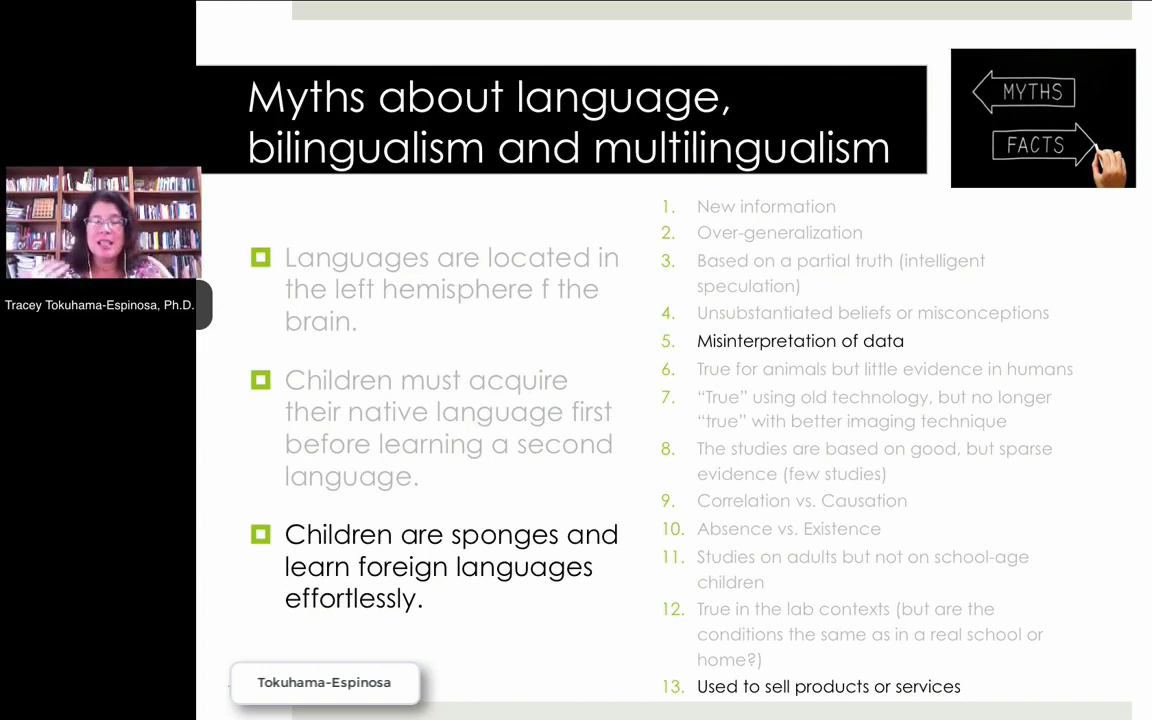 Myths about language,
bilingualism and multilingualism
MYTHS
FACTS
Tracey Tokuhama-Espinosa, Ph.D.
Languages are located in
the left hemisphere f the
brain.
Children must acquire
their native language first
before learning a second
language.
Children are sponges and
learn foreign languages
effortlessly.
1. New information
2. Over-generalization
3. Based on a partial truth (intelligent
speculation)
4. Unsubstantiated beliefs or misconceptions
5. Misinterpretation of data
6. True for animals but little evidence in humans
7. “True” using old technology, but no longer
“true” with better imaging technique
8. The studies are based on good, but sparse
evidence (few studies)
9. Correlation vs. Causation
10. Absence vs. Existence
11. Studies on adults but not on school-age
children
12. True in the lab contexts (but are the
conditions the same as in a real school or
home?)
13. Used to sell products or services
Tokuhama-Espinosa